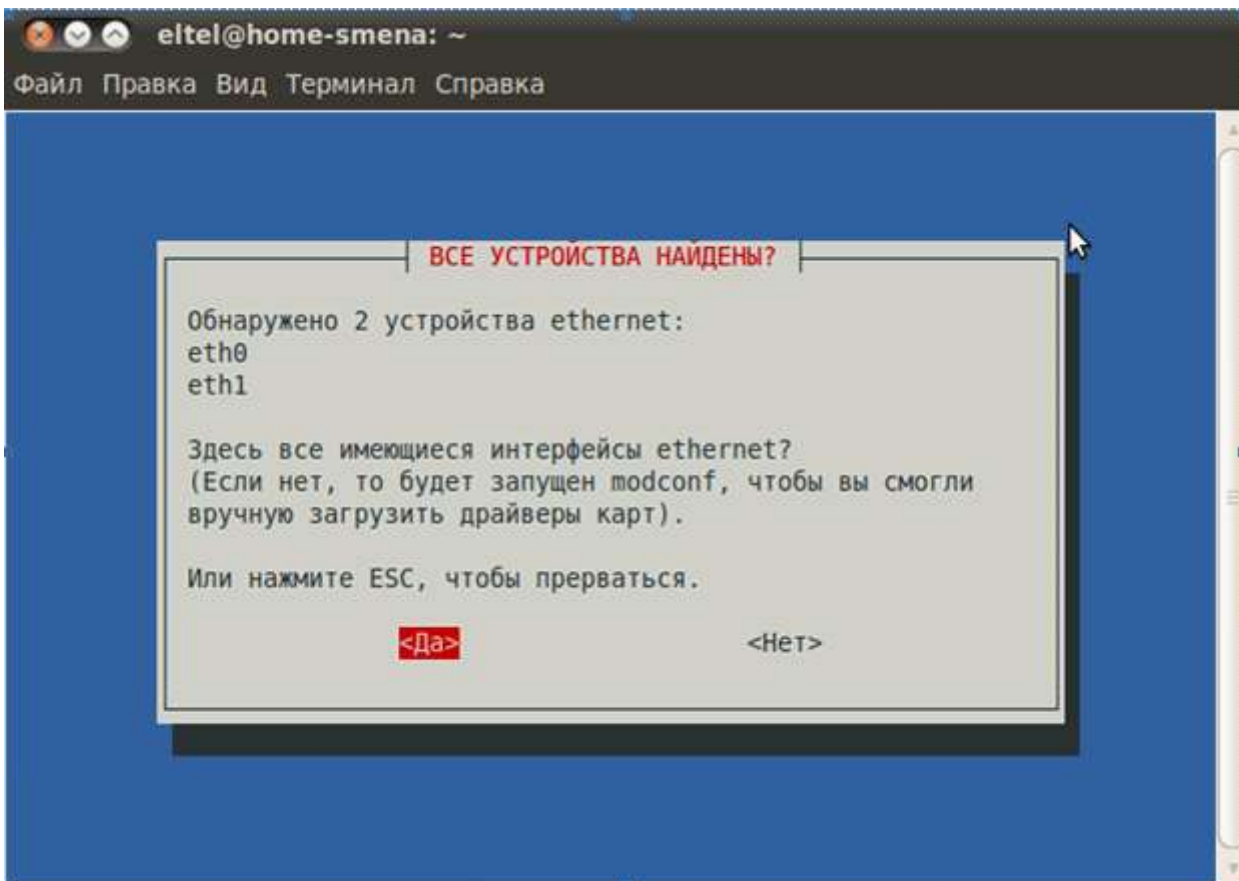 eltel@home-smena: ~
Файл Правка Вид Терминал Справка
ВСЕ УСТРОЙСТВА НАЙДЕНЫ?
Обнаружено 2 устройства ethernet:
eth0
eth1
Здесь все имеющиеся интерфейсы ethernet?
(Если нет, то будет запущен modconf, чтобы вы смогли
вручную загрузить драйверы карт).
Или нажмите ESC, чтобы прерваться.
<Да> <Нет>